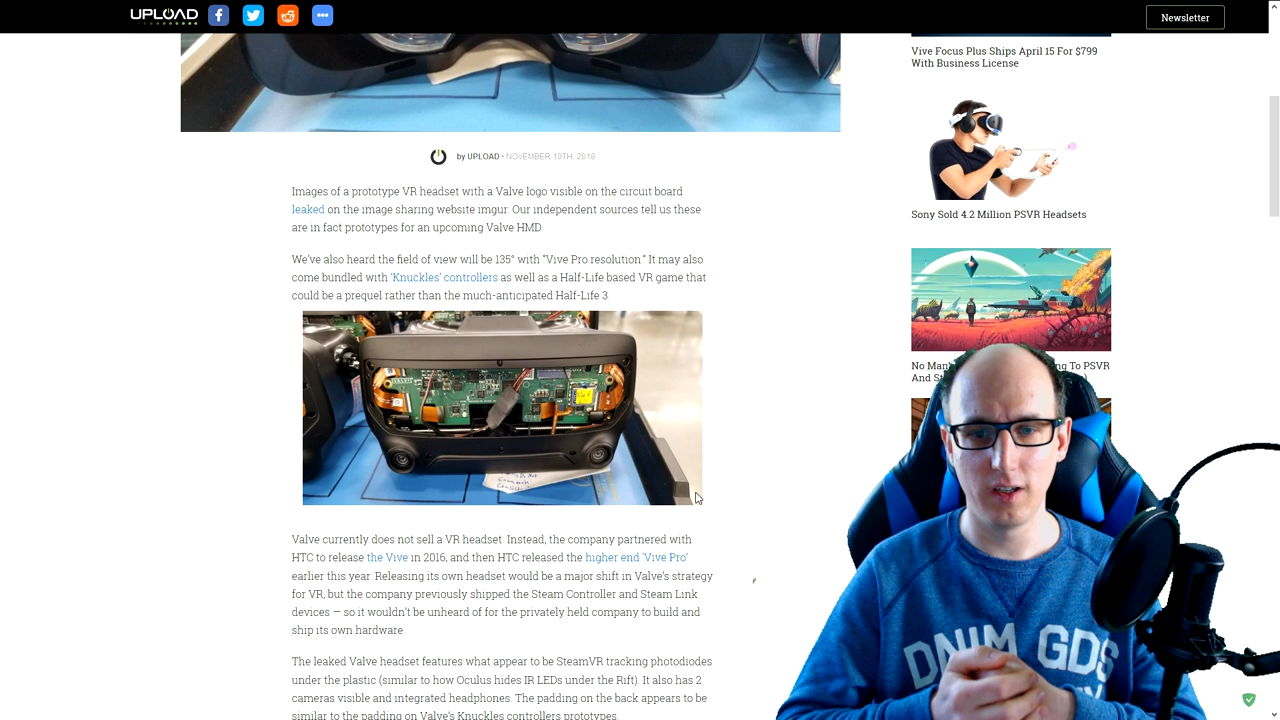 UPLOAD
Newsletter
by UPLOAD • NOVEMBER 10TH, 2018
Images of a prototype VR headset with a Valve logo visible on the circuit board
leaked on the image sharing website imgur. Our independent sources tell us these
are in fact prototypes for an upcoming Valve HMD.
We've also heard the field of view will be 135° with "Vive Pro resolution." It may also
come bundled with 'Knuckles' controllers as well as a Half-Life based VR game that
could be a prequel rather than the much-anticipated Half-Life 3.
Valve currently does not sell a VR headset. Instead, the company partnered with
HTC to release the Vive in 2016, and then HTC released the higher end 'Vive Pro'
earlier this year. Releasing its own headset would be a major shift in Valve's strategy
for VR, but the company previously shipped the Steam Controller and Steam Link
devices — so it wouldn't be unheard of for the privately held company to build and
ship its own hardware.
The leaked Valve headset features what appear to be SteamVR tracking photodiodes
under the plastic (similar to how Oculus hides IR LEDs under the Rift). It also has 2
cameras visible and integrated headphones. The padding on the back appears to be
similar to the padding on Valve's Knuckles controllers prototypes.
Vive Focus Plus Ships April 15 For $799
With Business License
Sony Sold 4.2 Million PSVR Headsets
No To PSVR
And
DNIM GDS